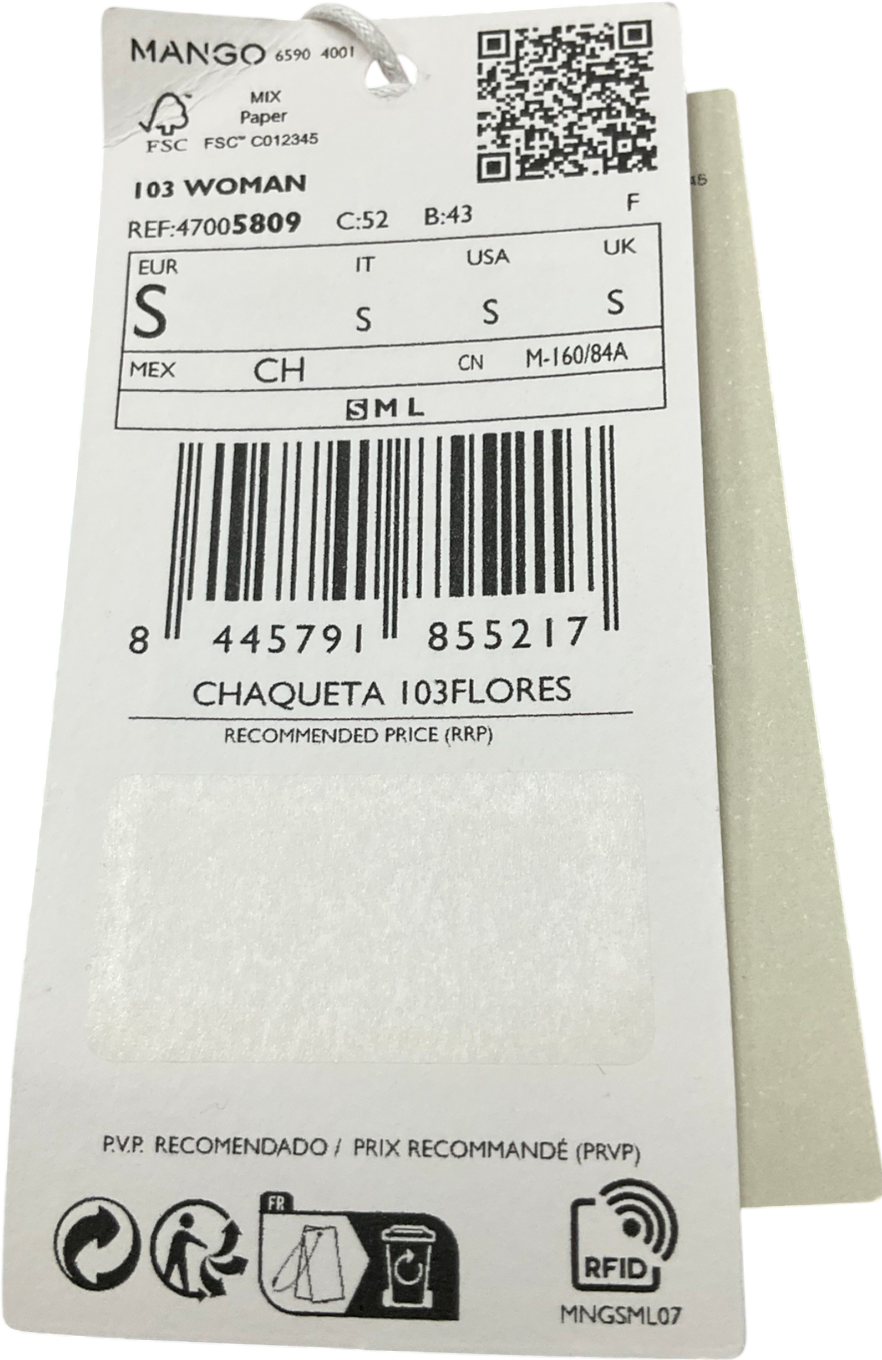 MANGO 6590 4001
MIX
Paper
FSC™ C012345
FSC
103 WOMAN
REF:47005809 C:52 B:43 F
EUR IT USA UK
S S S S
MEX CH CN M-160/84A
S M L
8 445791 855217
CHAQUETA 103FLORES
RECOMMENDED PRICE (RRP)
P.V.P. RECOMENDADO / PRIX RECOMMANDÉ (PRVP)
FR
RFID
MNGSML07